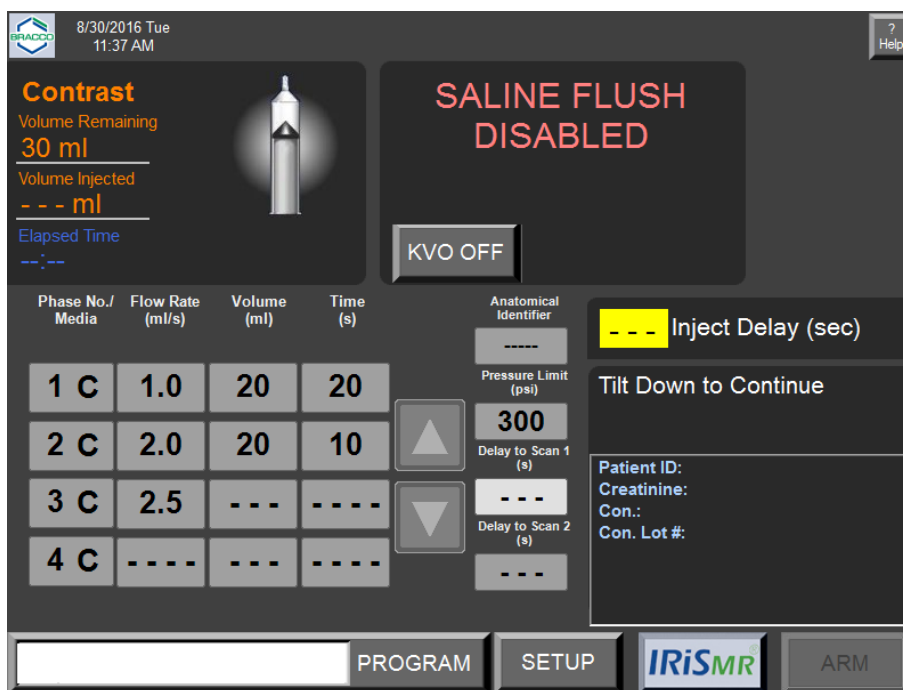 BRACCO
8/30/2016 Tue
11:37 AM
?
Help
Contrast
Volume Remaining
30 ml
Volume Injected
- - - ml
Elapsed Time
--:--
SALINE FLUSH
DISABLED
KVO OFF
Phase No./ Media
Flow Rate (ml/s)
Volume (ml)
Time (s)
1 C 1.0 20 20
2 C 2.0 20 10
3 C 2.5 - - - - - - -
4 C - - - - - - - - - - -
Anatomical
Identifier
-----
Pressure Limit
(psi)
300
Delay to Scan 1
(s)
- - -
Delay to Scan 2
(s)
- - -
- - - Inject Delay (sec)
Tilt Down to Continue
Patient ID:
Creatinine:
Con.:
Con. Lot #:
PROGRAM
SETUP
IRiSMR
ARM